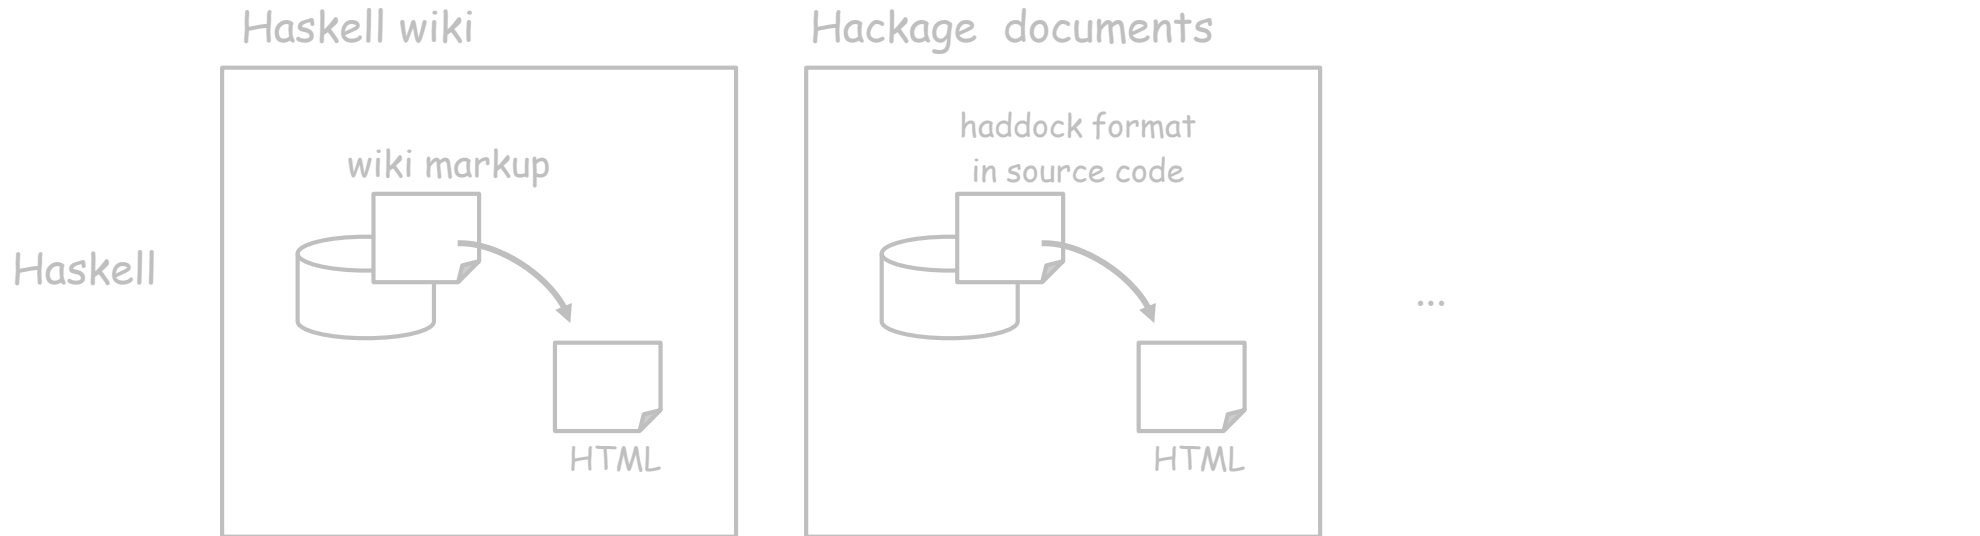 Haskell wiki
Hackage documents
wiki markup
haddock format
in source code
Haskell
...
HTML
HTML